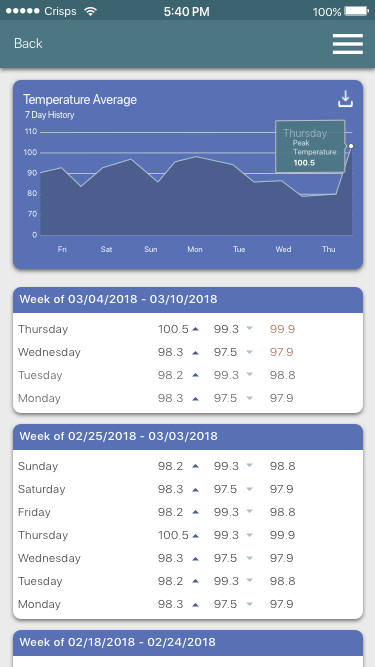 Crisps 5:40 PM 100%
Back
Temperature Average
7 Day History
110
100
90
80
70
0
Thursday
Peak
Temperature:
100.5
Fri Sat Sun Mon Tue Wed Thu
Week of 03/04/2018 - 03/10/2018
Thursday 100.5 99.3 99.9
Wednesday 98.3 97.5 97.9
Tuesday 98.2 99.3 98.8
Monday 98.3 97.5 97.9
Week of 02/25/2018 - 03/03/2018
Sunday 98.2 99.3 98.8
Saturday 98.3 97.5 97.9
Friday 98.2 99.3 98.8
Thursday 100.5 99.3 99.9
Wednesday 98.3 97.5 97.9
Tuesday 98.2 99.3 98.8
Monday 98.3 97.5 97.9
Week of 02/18/2018 - 02/24/2018